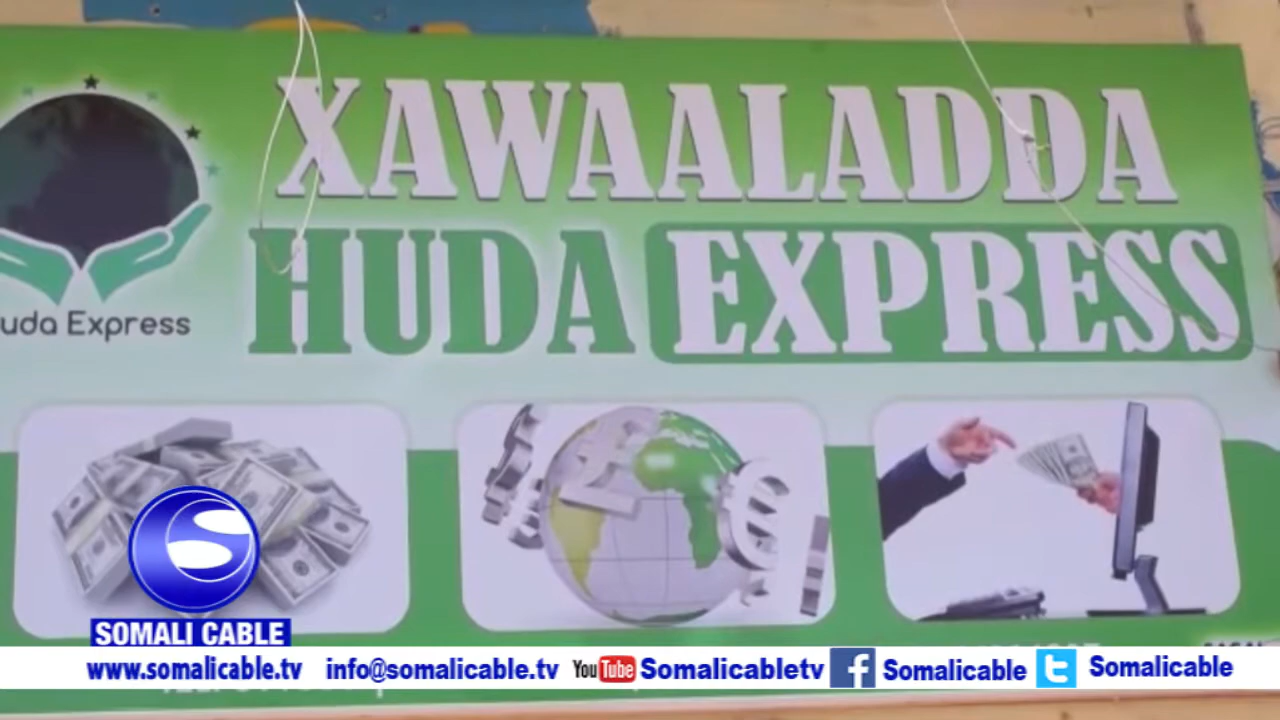 XAWAALADDA
HUDA EXPRESS
uda Express
SOMALI CABLE
www.somalicable.tv info@somalicable.tv YouTube Somalicabletv f Somalicable Somalicable